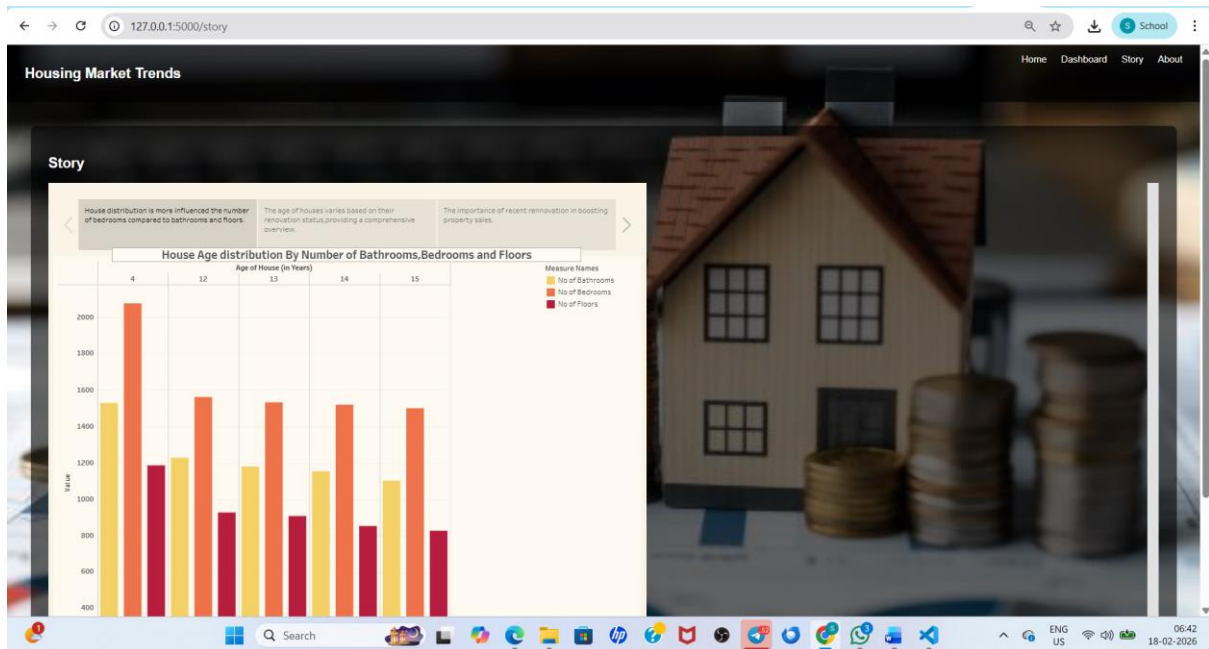 127.0.0.1:5000/story
S School
Housing Market Trends
Home Dashboard Story About
Story
House distribution is more influenced the number
of bedrooms compared to bathrooms and floors.
The age of houses varies based on their
renovation status,providing a comprehensive
overview.
The importance of recent rennovation in boosting
property sales.
House Age distribution By Number of Bathrooms,Bedrooms and Floors
Age of House (in Years)
4 12 13 14 15
Measure Names
No of Bathrooms
No of Bedrooms
No of Floors
2000
1800
1600
1400
1200
1000
800
600
400
Value
1
Search
hp
52
S
3
ENG
US
06:42
18-02-2026